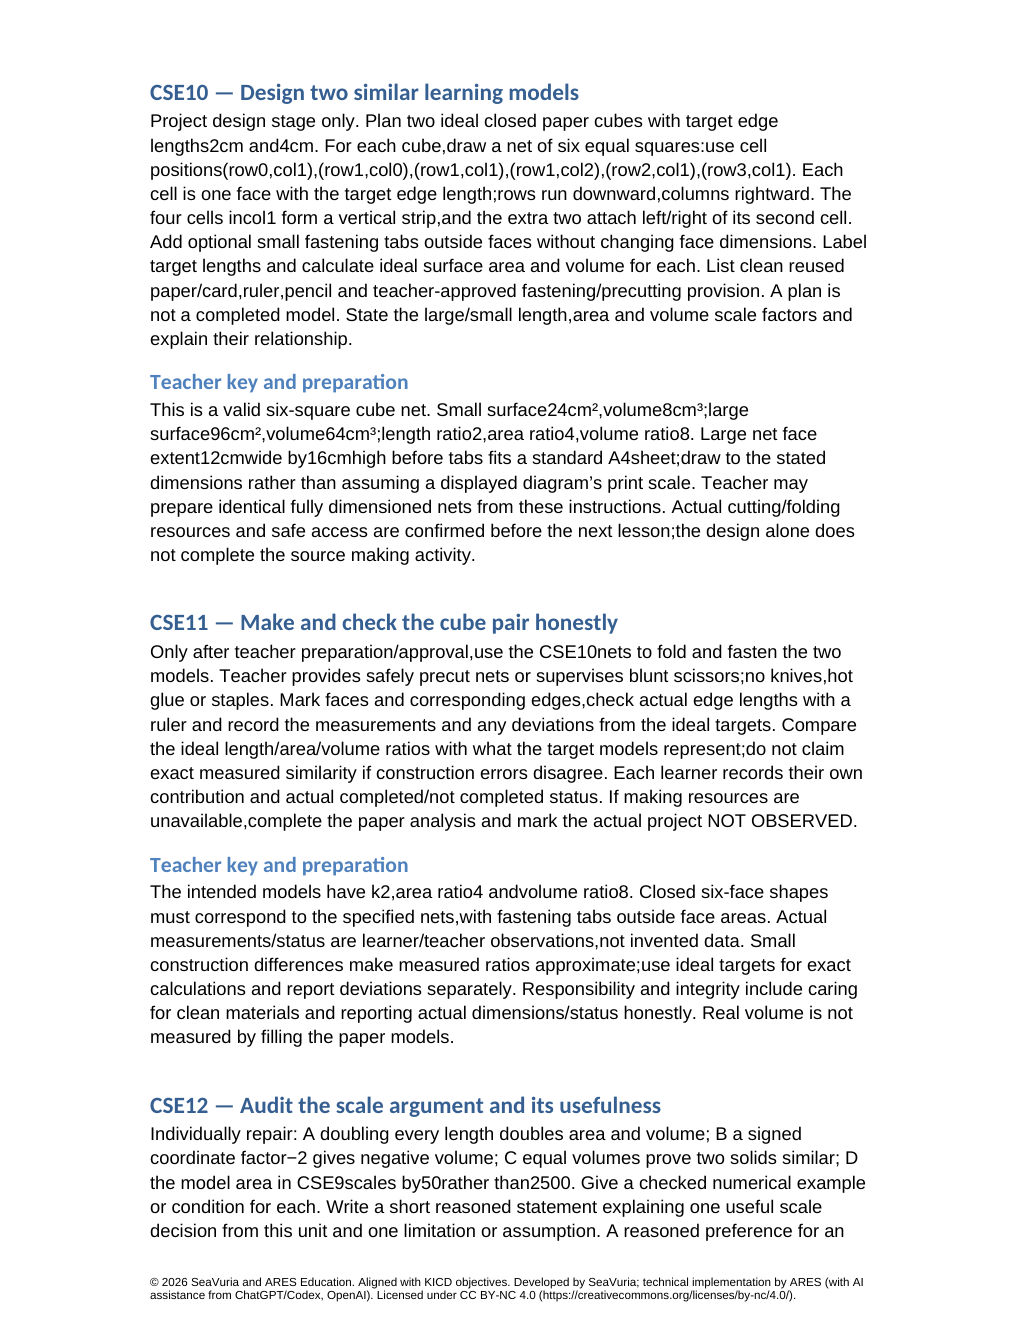 CSE10 — Design two similar learning models
Project design stage only. Plan two ideal closed paper cubes with target edge
lengths2cm and4cm. For each cube,draw a net of six equal squares:use cell
positions(row0,col1),(row1,col0),(row1,col1),(row1,col2),(row2,col1),(row3,col1). Each
cell is one face with the target edge length;rows run downward,columns rightward. The
four cells incol1 form a vertical strip,and the extra two attach left/right of its second cell.
Add optional small fastening tabs outside faces without changing face dimensions. Label
target lengths and calculate ideal surface area and volume for each. List clean reused
paper/card,ruler,pencil and teacher-approved fastening/precutting provision. A plan is
not a completed model. State the large/small length,area and volume scale factors and
explain their relationship.
Teacher key and preparation
This is a valid six-square cube net. Small surface24cm²,volume8cm³;large
surface96cm²,volume64cm³;length ratio2,area ratio4,volume ratio8. Large net face
extent12cmwide by16cmhigh before tabs fits a standard A4sheet;draw to the stated
dimensions rather than assuming a displayed diagram’s print scale. Teacher may
prepare identical fully dimensioned nets from these instructions. Actual cutting/folding
resources and safe access are confirmed before the next lesson;the design alone does
not complete the source making activity.
CSE11 — Make and check the cube pair honestly
Only after teacher preparation/approval,use the CSE10nets to fold and fasten the two
models. Teacher provides safely precut nets or supervises blunt scissors;no knives,hot
glue or staples. Mark faces and corresponding edges,check actual edge lengths with a
ruler and record the measurements and any deviations from the ideal targets. Compare
the ideal length/area/volume ratios with what the target models represent;do not claim
exact measured similarity if construction errors disagree. Each learner records their own
contribution and actual completed/not completed status. If making resources are
unavailable,complete the paper analysis and mark the actual project NOT OBSERVED.
Teacher key and preparation
The intended models have k2,area ratio4 andvolume ratio8. Closed six-face shapes
must correspond to the specified nets,with fastening tabs outside face areas. Actual
measurements/status are learner/teacher observations,not invented data. Small
construction differences make measured ratios approximate;use ideal targets for exact
calculations and report deviations separately. Responsibility and integrity include caring
for clean materials and reporting actual dimensions/status honestly. Real volume is not
measured by filling the paper models.
CSE12 — Audit the scale argument and its usefulness
Individually repair: A doubling every length doubles area and volume; B a signed
coordinate factor−2 gives negative volume; C equal volumes prove two solids similar; D
the model area in CSE9scales by50rather than2500. Give a checked numerical example
or condition for each. Write a short reasoned statement explaining one useful scale
decision from this unit and one limitation or assumption. A reasoned preference for an
© 2026 SeaVuria and ARES Education. Aligned with KICD objectives. Developed by SeaVuria; technical implementation by ARES (with AI
assistance from ChatGPT/Codex, OpenAI). Licensed under CC BY-NC 4.0 (https://creativecommons.org/licenses/by-nc/4.0/).